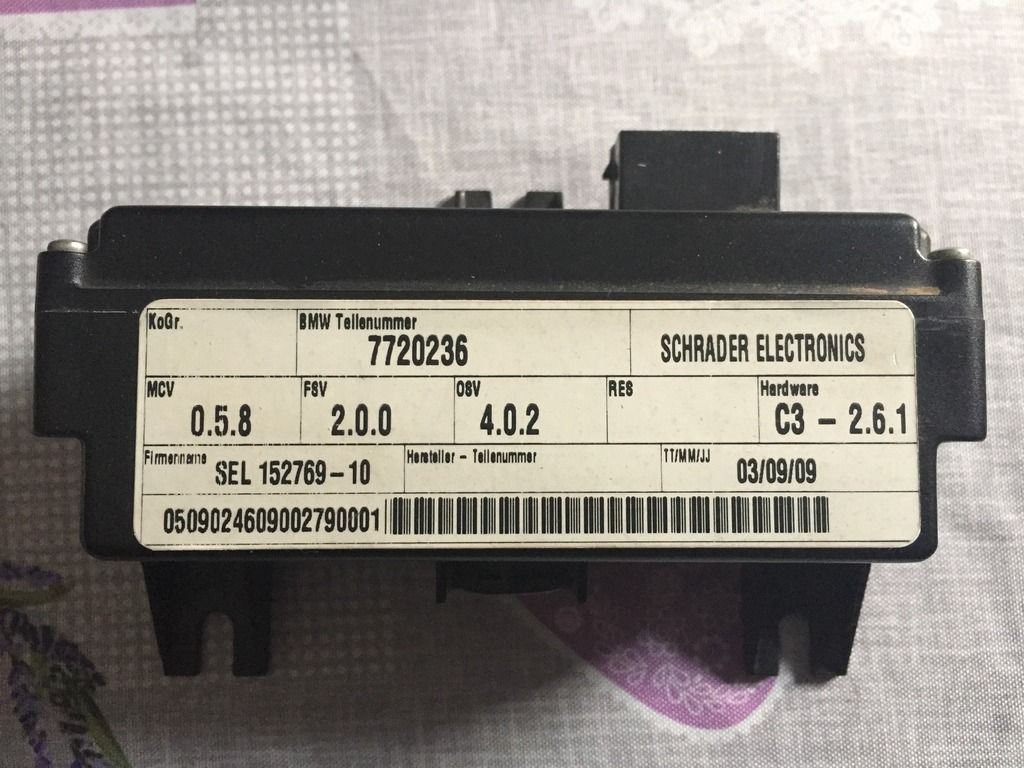 KoGr.
BMW Teilenummer
7720236
SCHRADER ELECTRONICS
MCV
0.5.8
FSV
2.0.0
OSV
4.0.2
RES
Hardware
C3 - 2.6.1
Firmenname
SEL 152769-10
Hersteller - Teilenummer
TT/MM/JJ
03/09/09
0509024609002790001